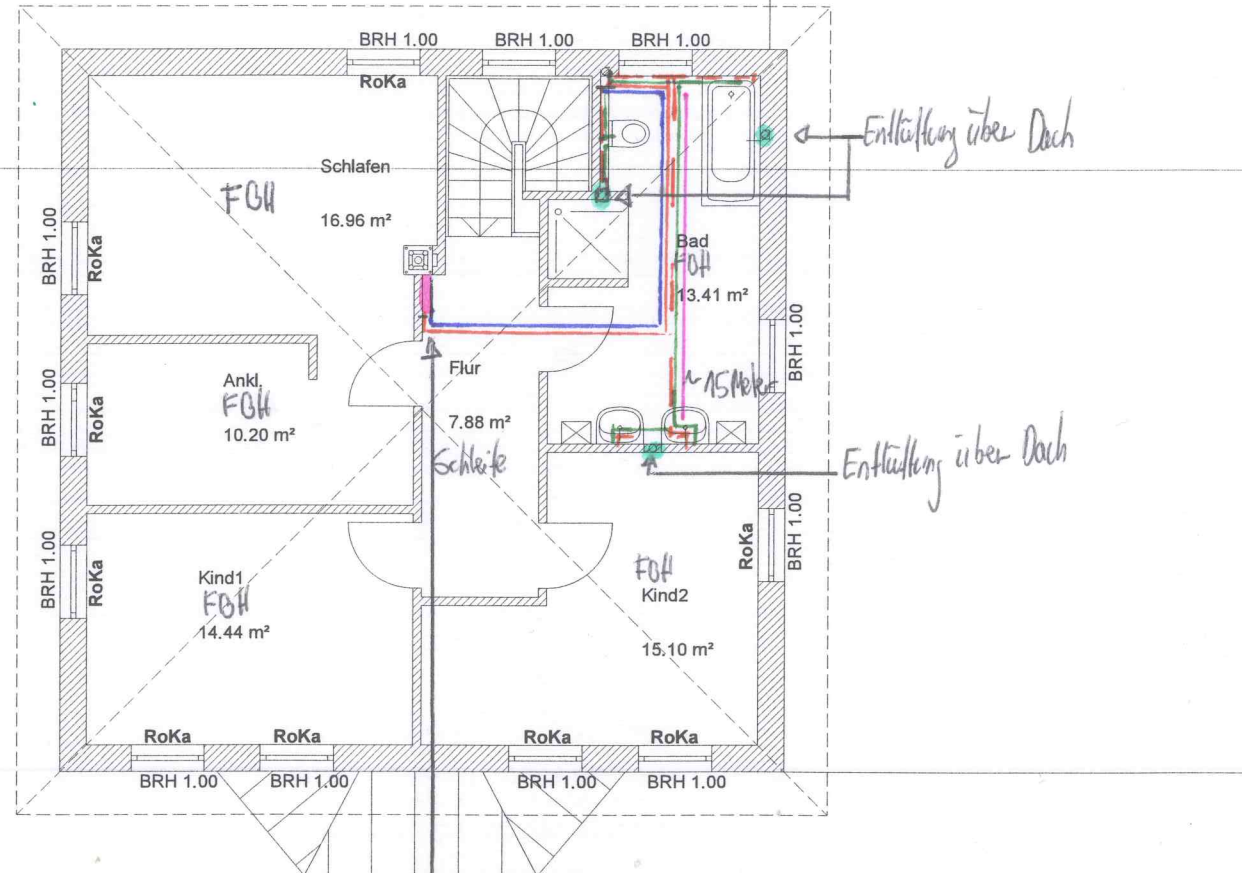 BRH 1.00
BRH 1.00
BRH 1.00
RoKa
Entlüftung über Dach
Schlafen
FBH
16.96 m²
BRH 1.00
RoKa
Bad
FBH
13.41 m²
BRH 1.00
Flur
7.88 m²
Schleife
~ 15 Meter
Ankl.
FBH
10.20 m²
BRH 1.00
RoKa
Entlüftung über Dach
BRH 1.00
RoKa
Kind1
FBH
14.44 m²
FBH
Kind2
15.10 m²
RoKa
BRH 1.00
RoKa
RoKa
RoKa
RoKa
BRH 1.00
BRH 1.00
BRH 1.00
BRH 1.00